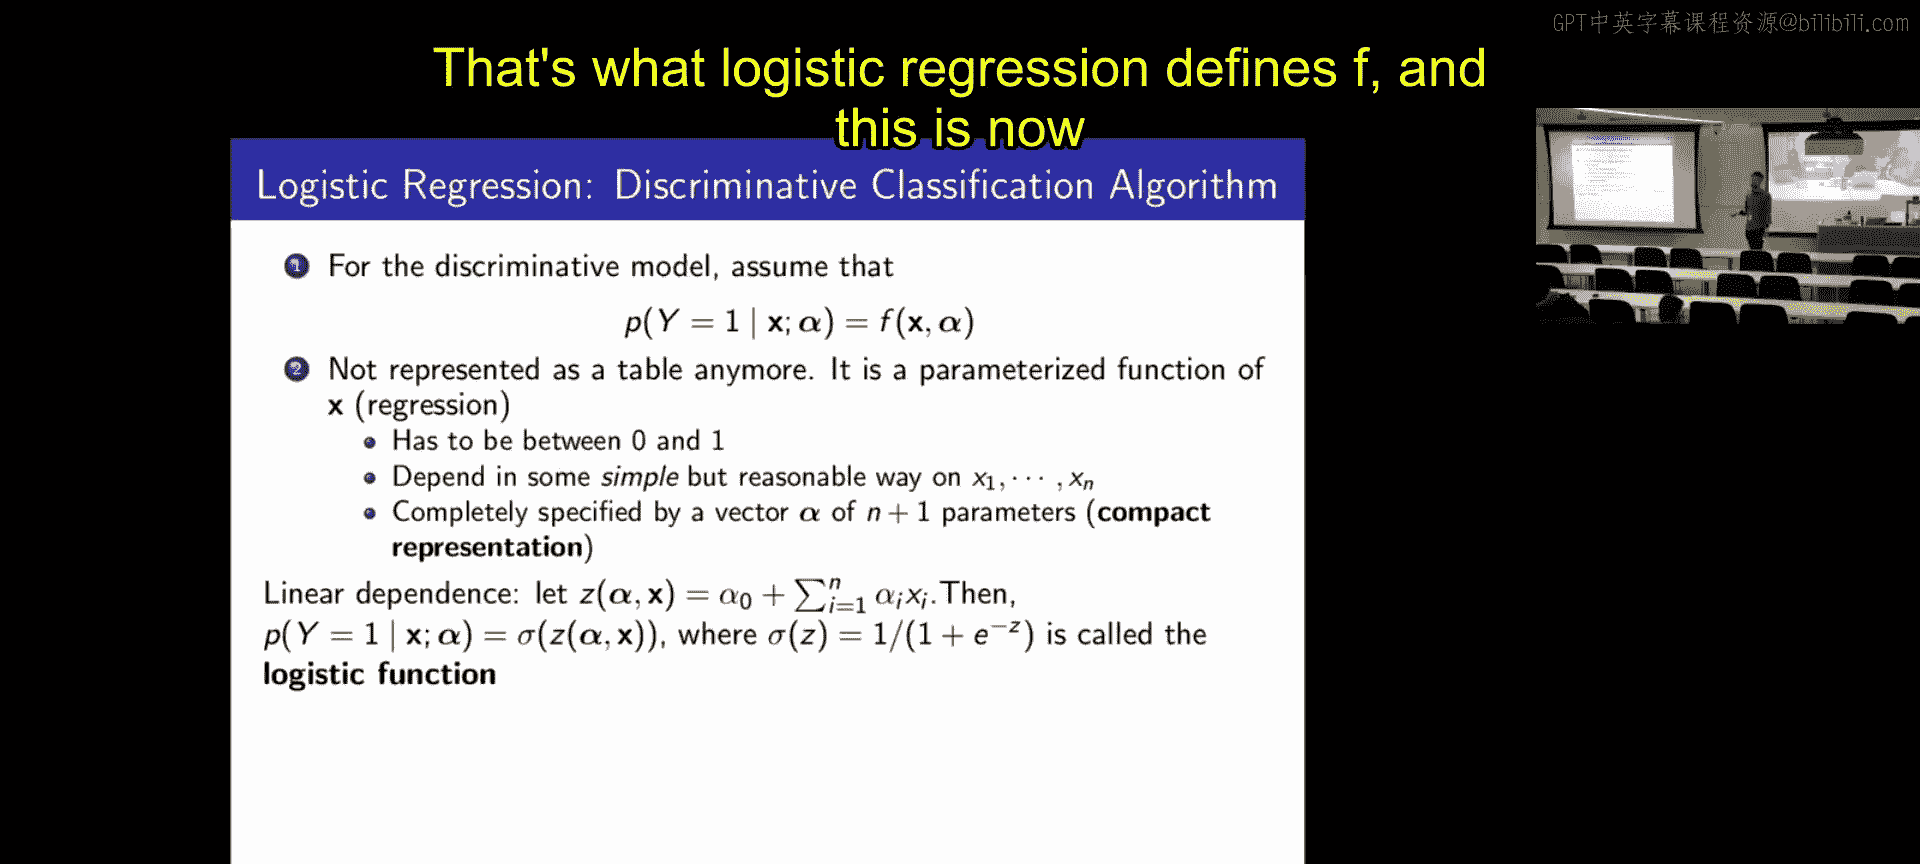 GPT中英字幕课程资源@bilibili.com
That's what logistic regression defines f, and
this is now
Logistic Regression: Discriminative Classification Algorithm
1 For the discriminative model, assume that
p(Y = 1 | x; α) = f(x, α)
2 Not represented as a table anymore. It is a parameterized function of
x (regression)
• Has to be between 0 and 1
• Depend in some simple but reasonable way on x₁, ⋯ , xₙ
• Completely specified by a vector α of n + 1 parameters (compact
representation)
Linear dependence: let z(α, x) = α₀ + ∑ⁿᵢ₌₁ αᵢxᵢ.Then,
p(Y = 1 | x; α) = σ(z(α, x)), where σ(z) = 1/(1 + e⁻ᶻ) is called the
logistic function